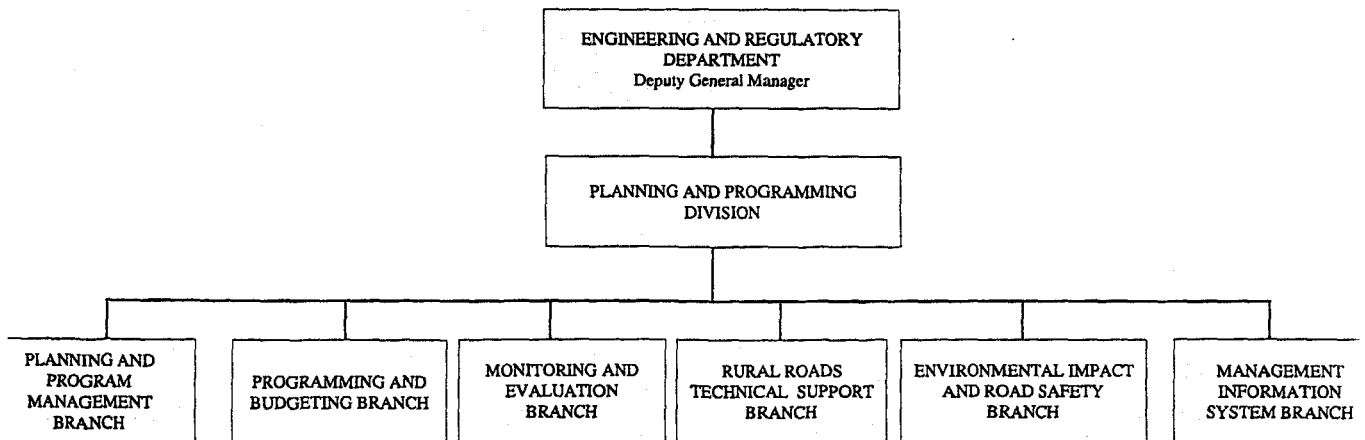 ENGINEERING AND REGULATORY
DEPARTMENT
Deputy General Manager
PLANNING AND PROGRAMMING
DIVISION
PLANNING AND
PROGRAM
MANAGEMENT
BRANCH
PROGRAMMING AND
BUDGETING BRANCH
MONITORING AND
EVALUATION
BRANCH
RURAL ROADS
TECHNICAL SUPPORT
BRANCH
ENVIRONMENTAL IMPACT
AND ROAD SAFETY
BRANCH
MANAGEMENT
INFORMATION
SYSTEM BRANCH